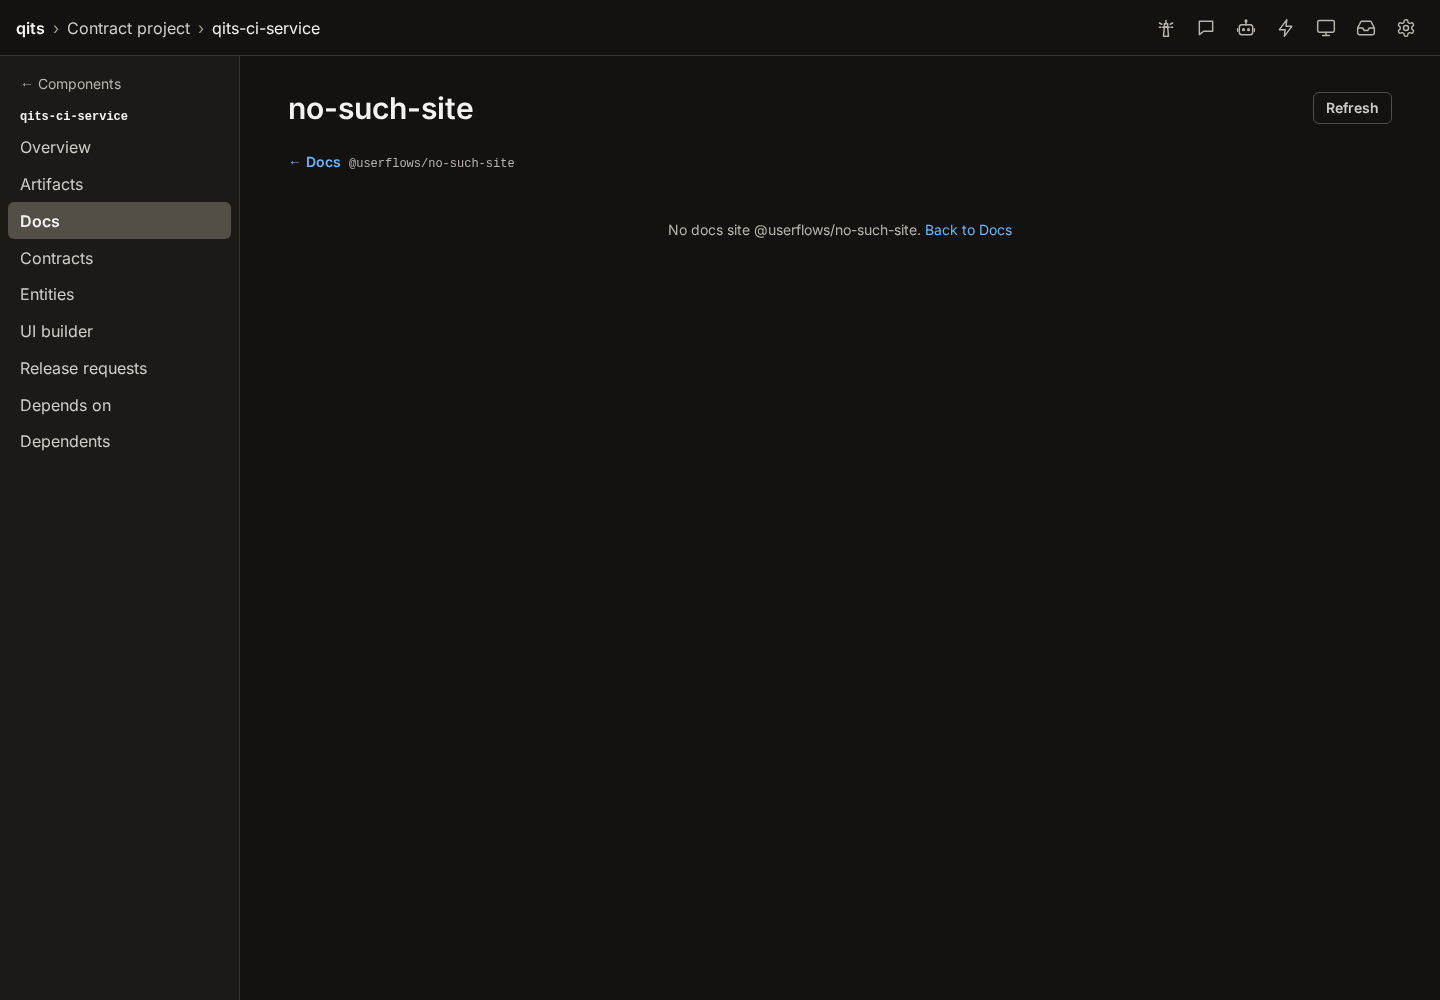 qits › Contract project › qits-ci-service
← Components
qits-ci-service
Overview
Artifacts
Docs
Contracts
Entities
UI builder
Release requests
Depends on
Dependents
no-such-site
Refresh
← Docs @userflows/no-such-site
No docs site @userflows/no-such-site. Back to Docs